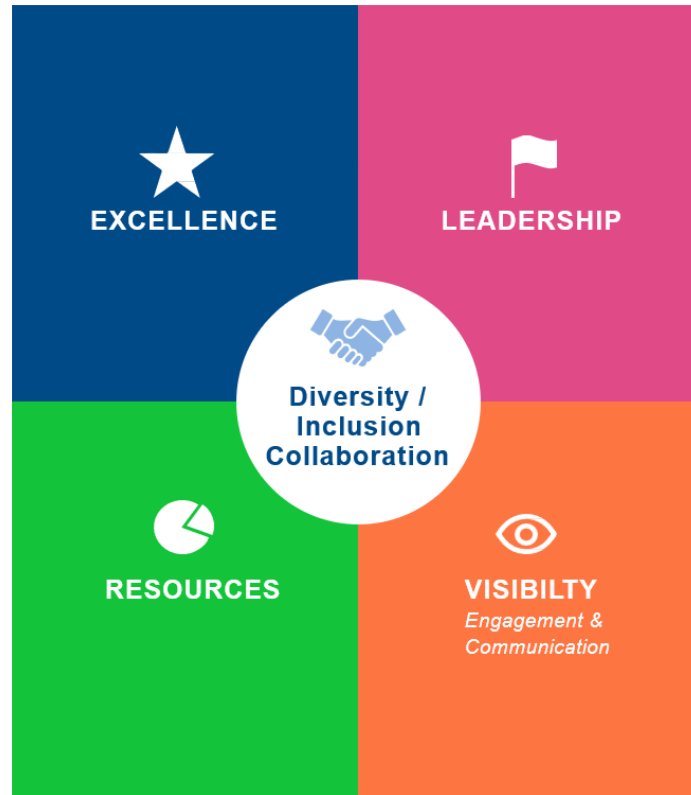 EXCELLENCE
LEADERSHIP
Diversity /
Inclusion
Collaboration
RESOURCES
VISIBILTY
Engagement &
Communication